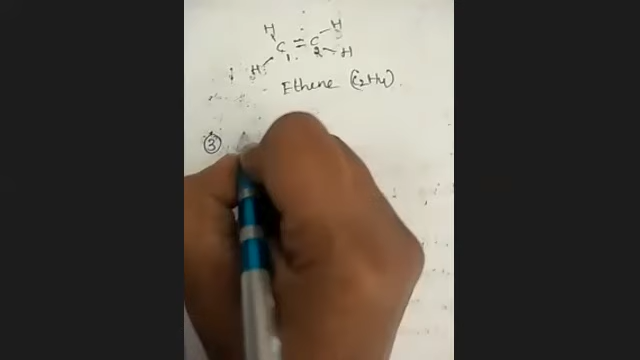 H H
C = C
1 2 H
H
Ethene (C2H4).
3